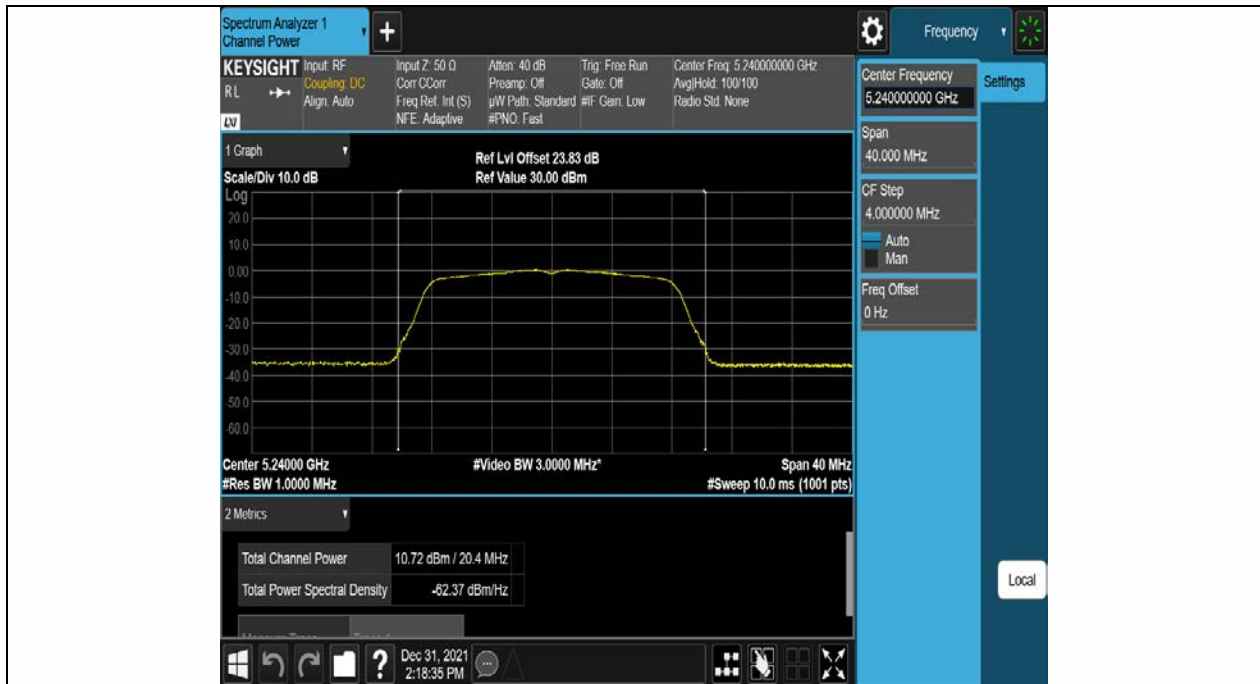 Spectrum Analyzer 1
Channel Power
+
Frequency
KEYSIGHT
RL
LXI
Input: RF
Coupling: DC
Align: Auto
Input Z: 50 Ω
Corr CCorr
Freq Ref: Int (S)
NFE: Adaptive
Atten: 40 dB
Preamp: Off
µW Path: Standard
#PNO: Fast
Trig: Free Run
Gate: Off
#IF Gain: Low
Center Freq: 5.240000000 GHz
Avg|Hold: 100/100
Radio Std: None
Center Frequency
5.240000000 GHz
Settings
Span
40.000 MHz
CF Step
4.000000 MHz
Auto
Man
Freq Offset
0 Hz
1 Graph
Scale/Div 10.0 dB
Ref Lvl Offset 23.83 dB
Ref Value 30.00 dBm
Log
20.0
10.0
0.00
-10.0
-20.0
-30.0
-40.0
-50.0
-60.0
Center 5.24000 GHz
#Video BW 3.0000 MHz*
Span 40 MHz
#Res BW 1.0000 MHz
#Sweep 10.0 ms (1001 pts)
2 Metrics
Total Channel Power 10.72 dBm / 20.4 MHz
Total Power Spectral Density -62.37 dBm/Hz
Local
?
Dec 31, 2021
2:18:35 PM